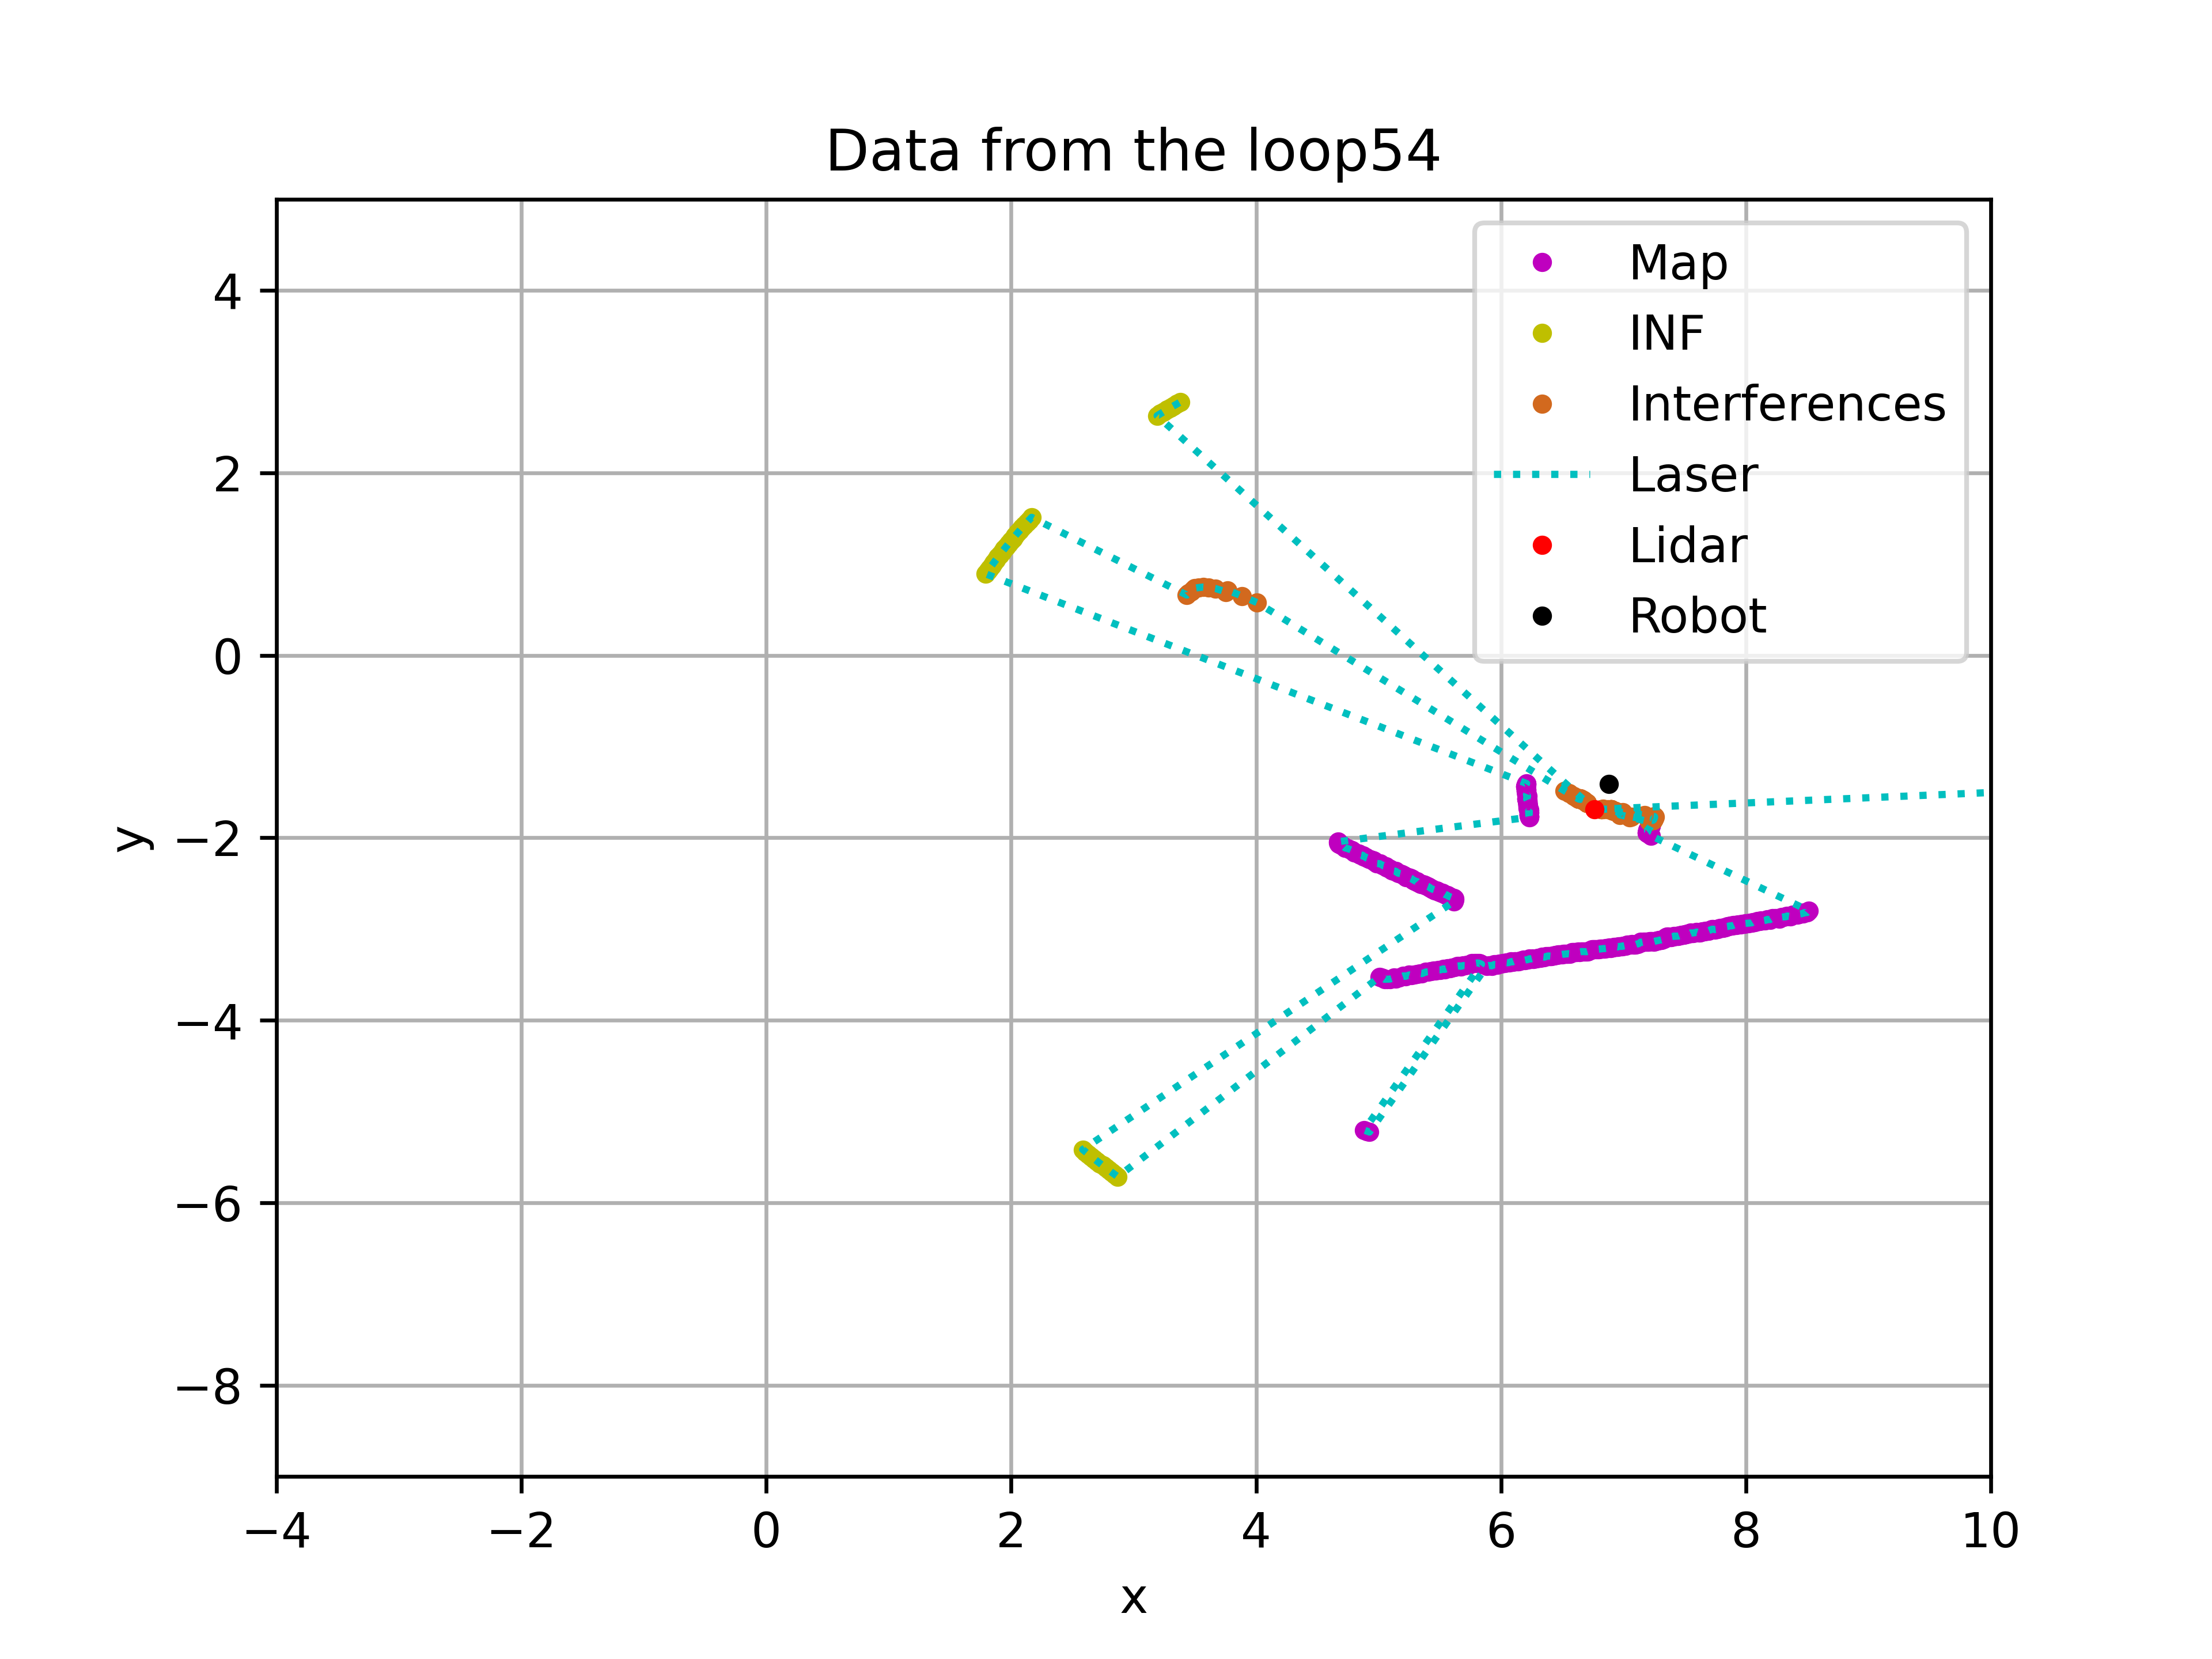 Data from the loop54
Map
INF
Interferences
Laser
Lidar
Robot
4
2
0
−2
−4
−6
−8
y
−4 −2 0 2 4 6 8 10
x